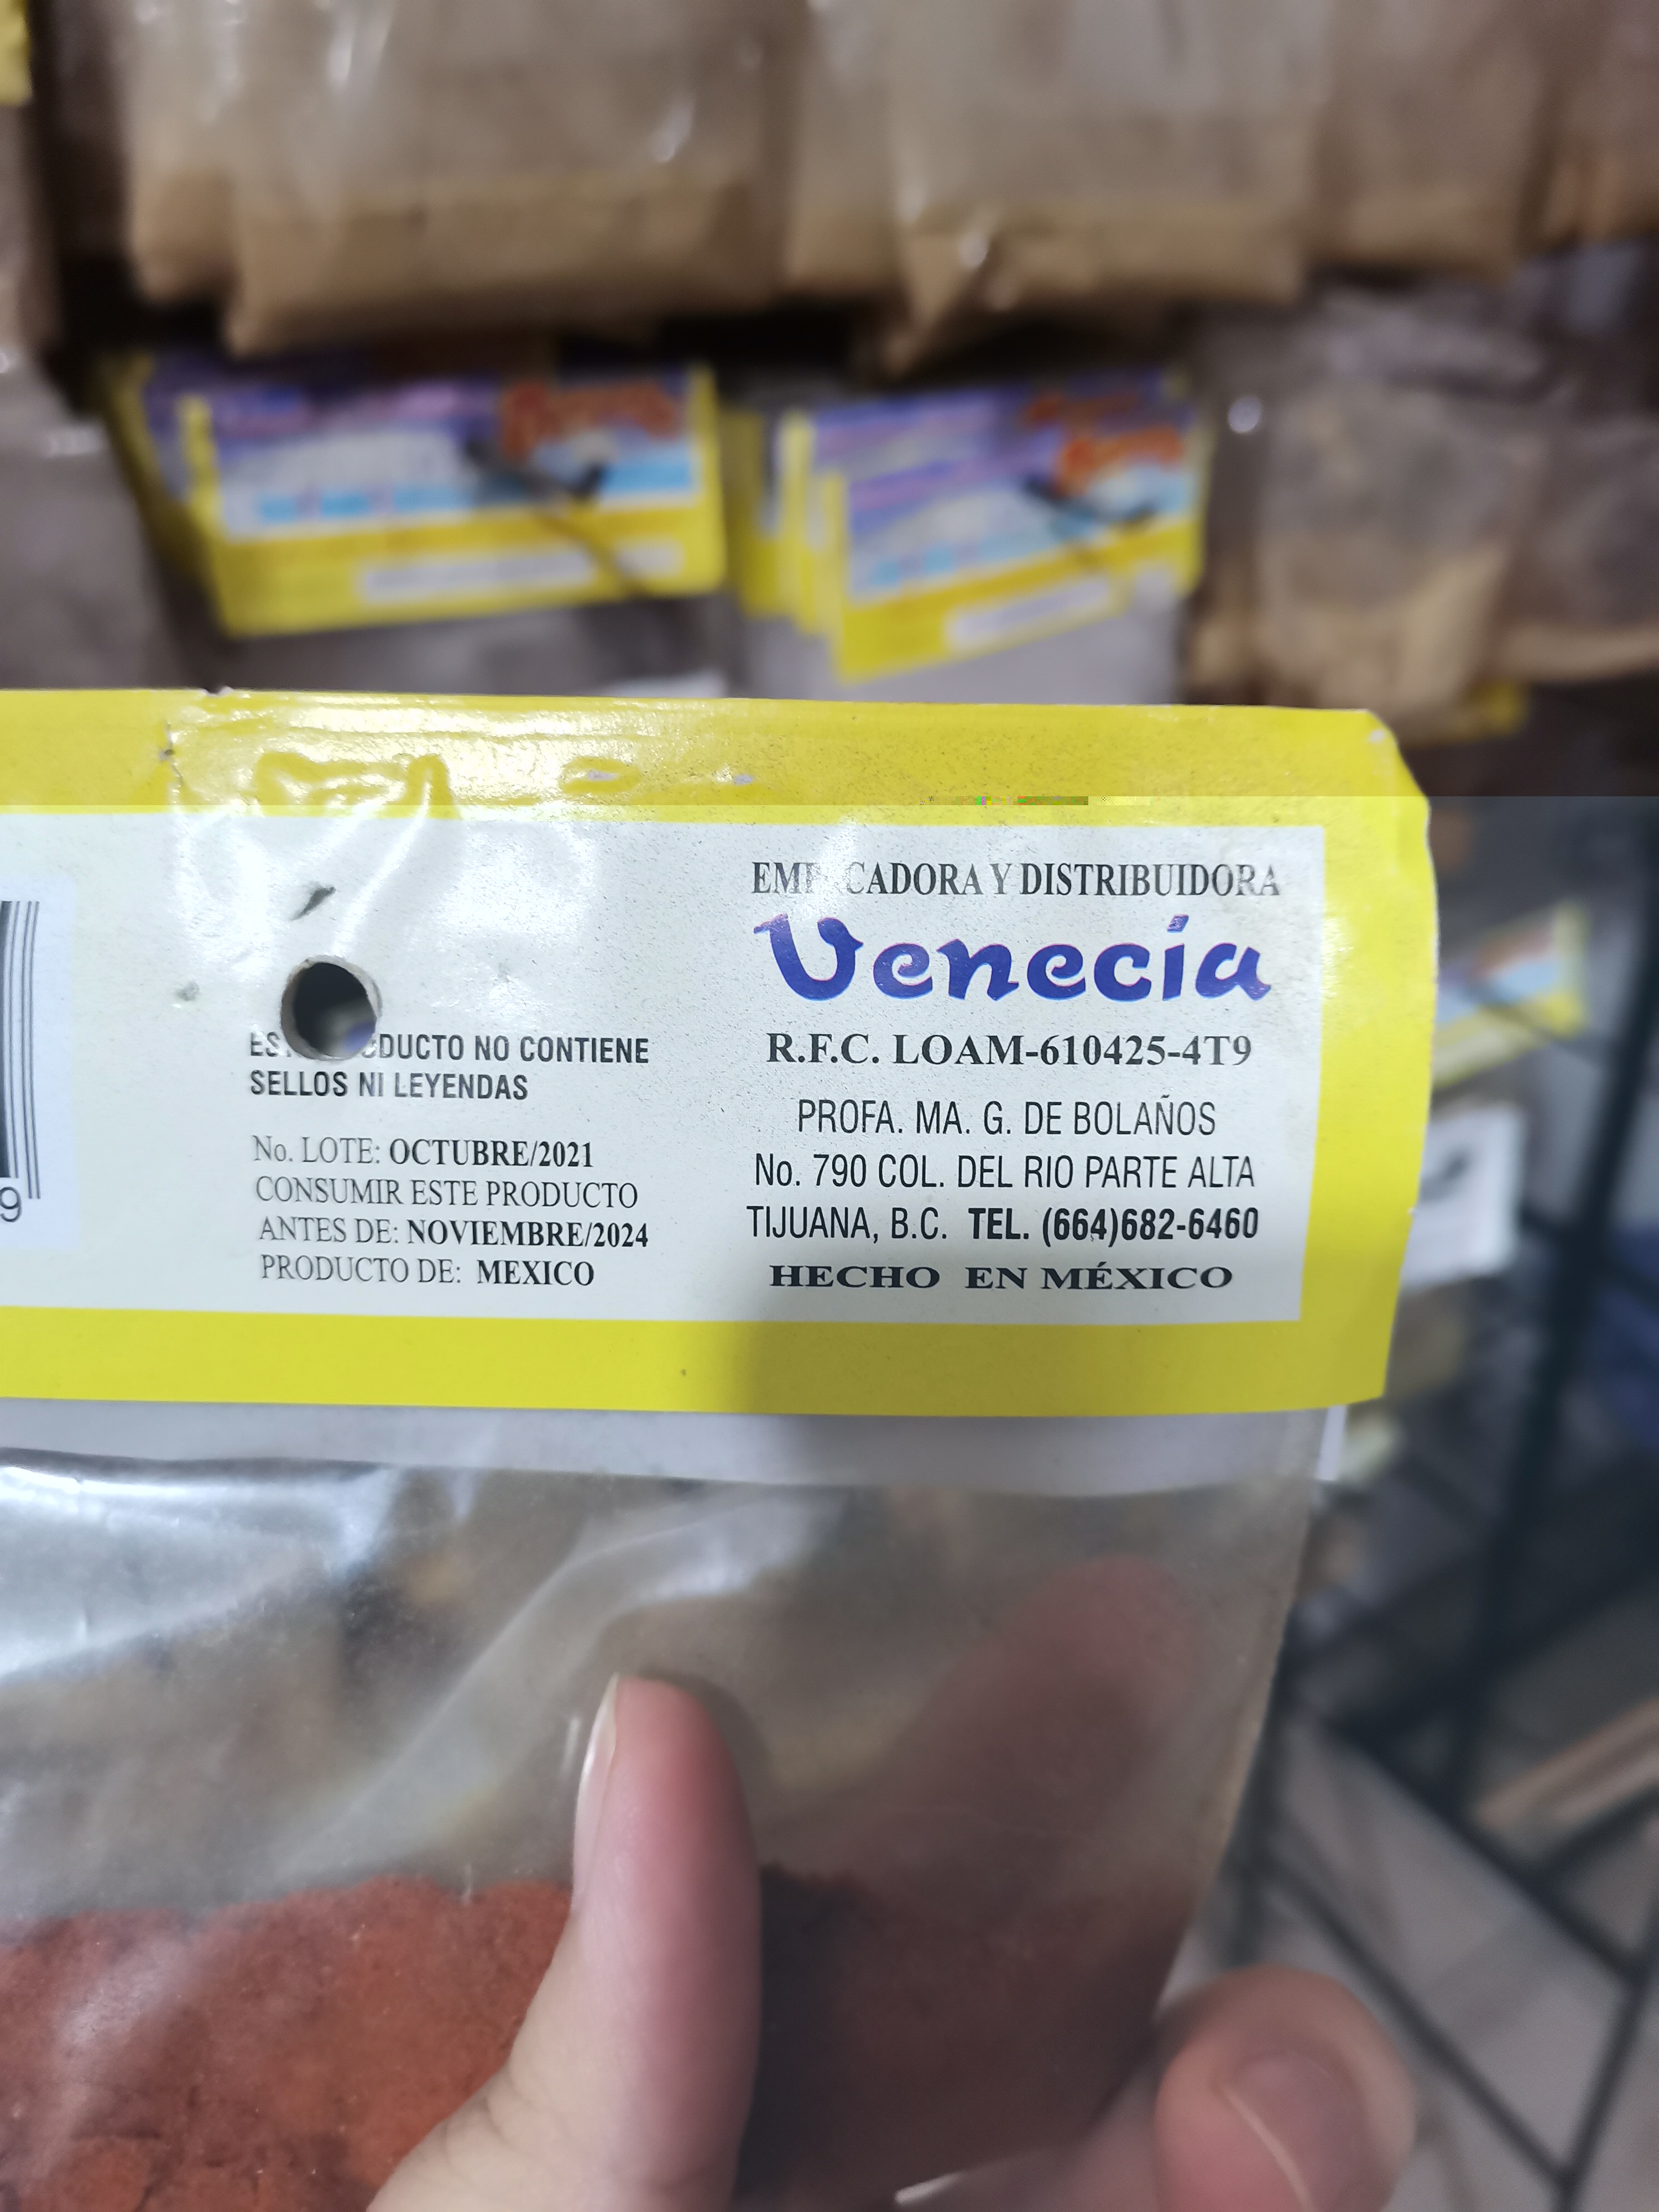 EMPACADORA Y DISTRIBUIDORA
Venecia
R.F.C. LOAM-610425-4T9
PROFA. MA. G. DE BOLAÑOS
No. 790 COL. DEL RIO PARTE ALTA
TIJUANA, B.C. TEL. (664)682-6460
HECHO EN MÉXICO
NO CONTIENE
SELLOS NI LEYENDAS
No. LOTE: OCTUBRE/2021
CONSUMIR ESTE PRODUCTO
ANTES DE: NOVIEMBRE/2024
PRODUCTO DE: MEXICO
9